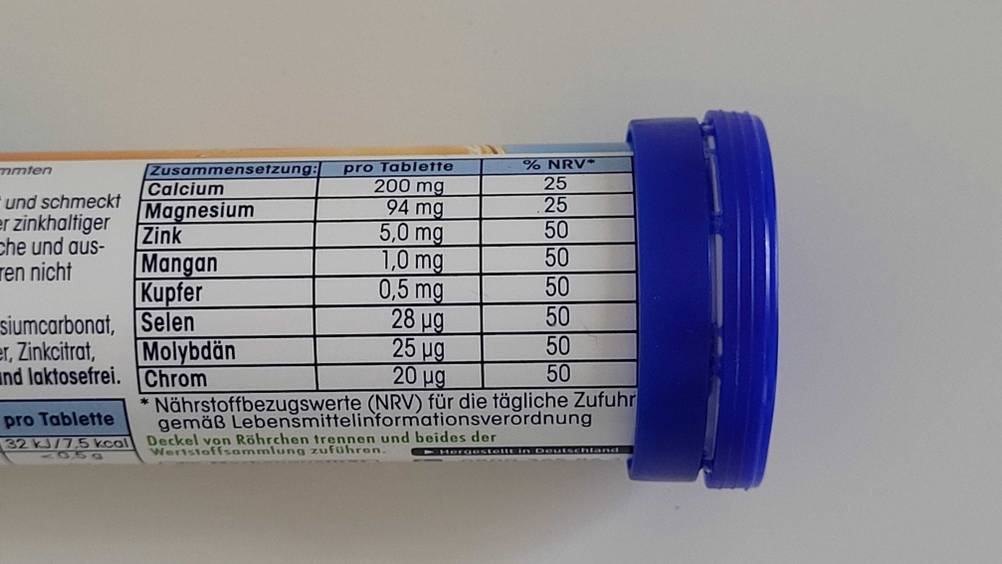 mmten
und schmeckt
er zinkhaltiger
che und aus-
ren nicht
siumcarbonat,
er, Zinkcitrat,
and laktosefrei.
pro Tablette
32 kJ/7,5 kcal
<0,5 g
Zusammensetzung: pro Tablette % NRV*
Calcium 200 mg 25
Magnesium 94 mg 25
Zink 5,0 mg 50
Mangan 1,0 mg 50
Kupfer 0,5 mg 50
Selen 28 µg 50
Molybdän 25 µg 50
Chrom 20 µg 50
* Nährstoffbezugswerte (NRV) für die tägliche Zufuhr
gemäß Lebensmittelinformationsverordnung
Deckel von Röhrchen trennen und beides der
Wertstoffsammlung zuführen.
Hergestellt in Deutschland